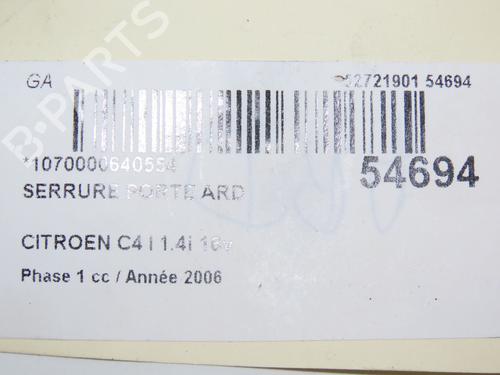 GA
52721901 54694
*1070000640554
54694
SERRURE PORTE ARD
CITROEN C4 I 1.4i 16v
Phase 1 cc / Année 2006
B-PARTS